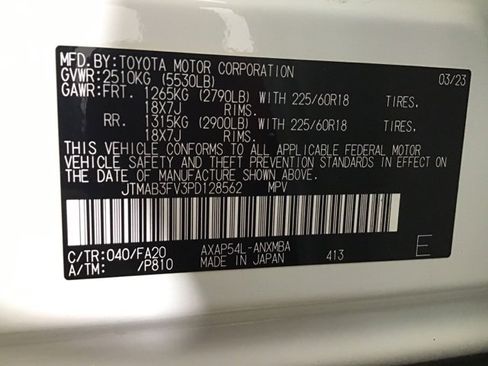 MFD.BY:TOYOTA MOTOR CORPORATION 03/23
GVWR:2510KG (5530LB)
GAWR:FRT. 1265KG (2790LB) WITH 225/60R18 TIRES.
18X7J RIMS.
RR. 1315KG (2900LB) WITH 225/60R18 TIRES.
18X7J RIMS.
THIS VEHICLE CONFORMS TO ALL APPLICABLE FEDERAL MOTOR
VEHICLE SAFETY AND THEFT PREVENTION STANDARDS IN EFFECT ON
THE DATE OF MANUFACTURE SHOWN ABOVE.
JTMAB3FV3PD128562 MPV
C/TR:040/FA20 AXAP54L-ANXMBA E
A/TM: /P810 MADE IN JAPAN 413